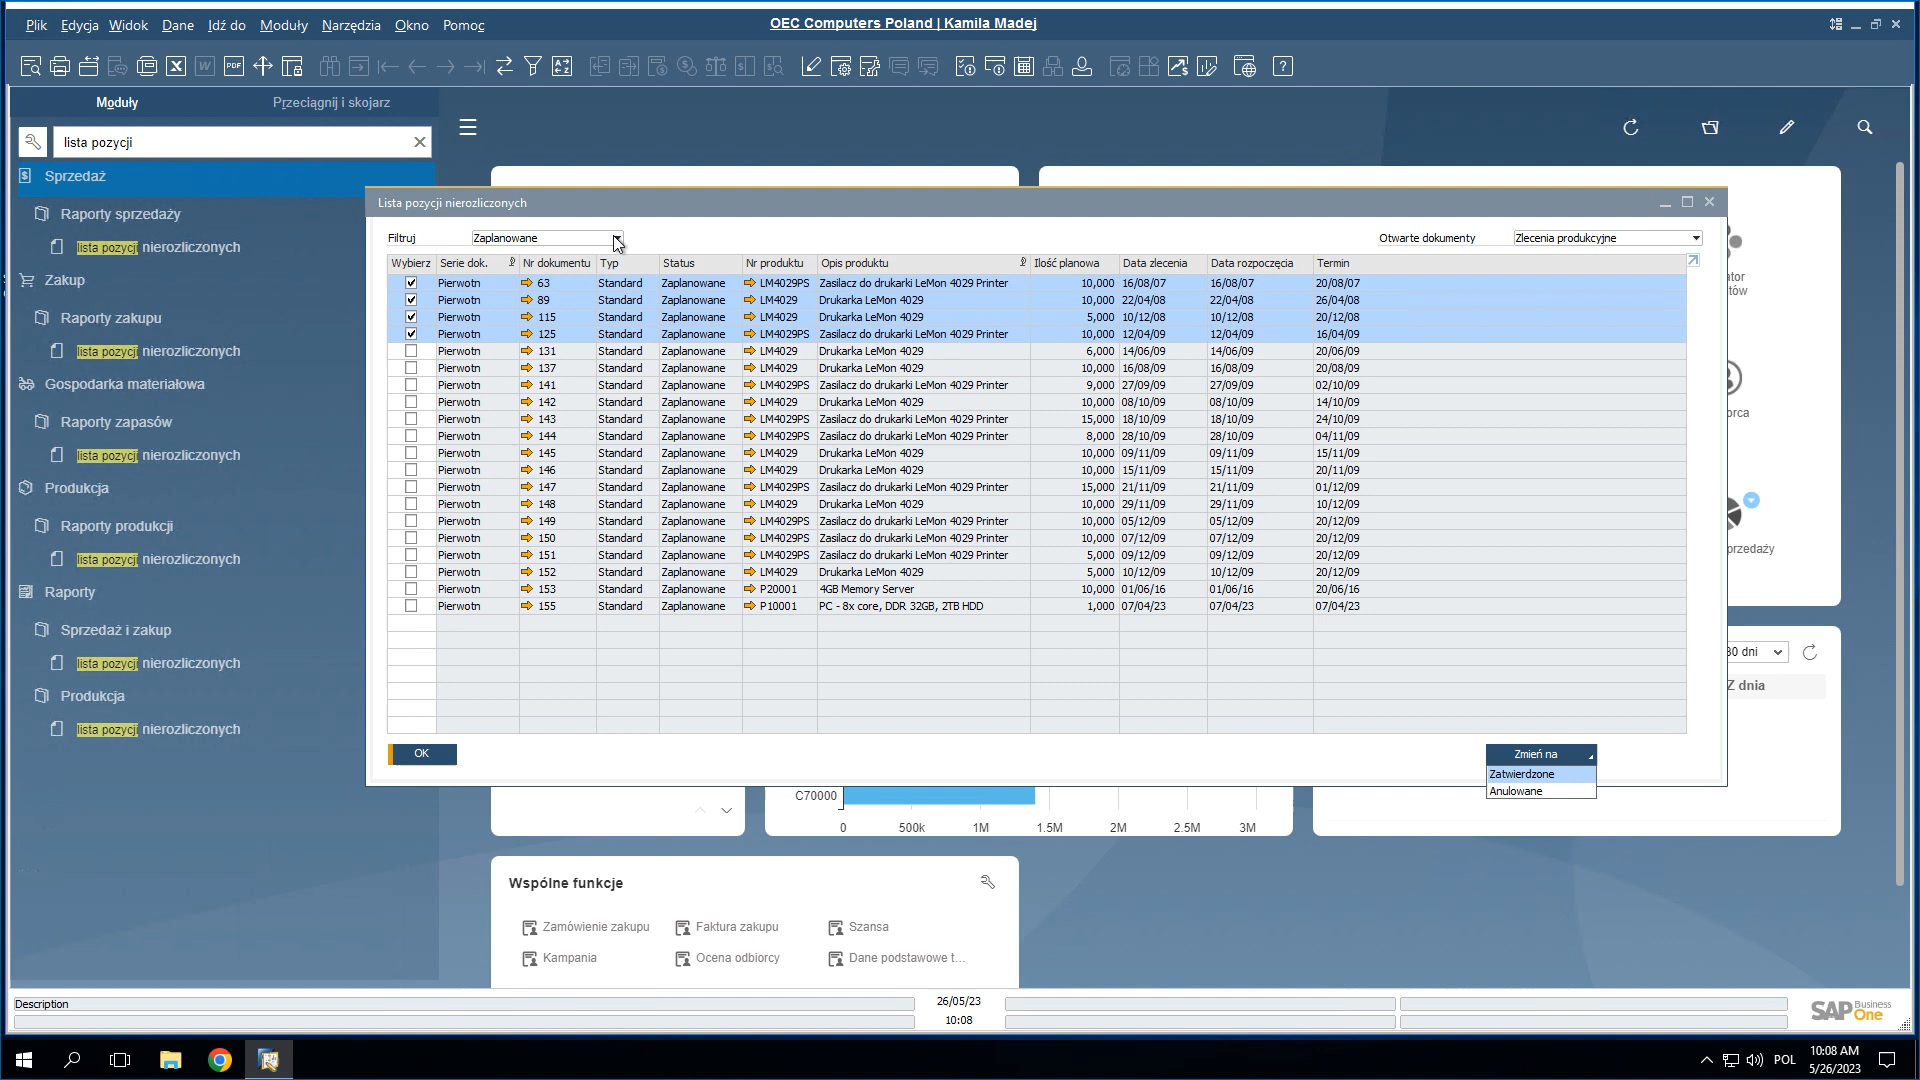 Plik Edycja Widok Dane Idź do Moduły Narzędzia Okno Pomoc
OEC Computers Poland | Kamila Madej
Moduły Przeciągnij i skojarz
lista pozycji
Sprzedaż
Raporty sprzedaży
lista pozycji nierozliczonych
Zakup
Raporty zakupu
lista pozycji nierozliczonych
Gospodarka materiałowa
Raporty zapasów
lista pozycji nierozliczonych
Produkcja
Raporty produkcji
lista pozycji nierozliczonych
Raporty
Sprzedaż i zakup
lista pozycji nierozliczonych
Produkcja
lista pozycji nierozliczonych
Lista pozycji nierozliczonych
Filtruj Zaplanowane Otwarte dokumenty Zlecenia produkcyjne
Wybierz Serie dok. Nr dokumentu Typ Status Nr produktu Opis produktu Ilość planowa Data zlecenia Data rozpoczęcia Termin
Pierwotn 63 Standard Zaplanowane LM4029PS Zasilacz do drukarki LeMon 4029 Printer 10,000 16/08/07 16/08/07 20/08/07
Pierwotn 89 Standard Zaplanowane LM4029 Drukarka LeMon 4029 10,000 22/04/08 22/04/08 26/04/08
Pierwotn 115 Standard Zaplanowane LM4029 Drukarka LeMon 4029 5,000 10/12/08 10/12/08 20/12/08
Pierwotn 125 Standard Zaplanowane LM4029PS Zasilacz do drukarki LeMon 4029 Printer 10,000 12/04/09 12/04/09 16/04/09
Pierwotn 131 Standard Zaplanowane LM4029 Drukarka LeMon 4029 6,000 14/06/09 14/06/09 20/06/09
Pierwotn 137 Standard Zaplanowane LM4029 Drukarka LeMon 4029 10,000 16/08/09 16/08/09 20/08/09
Pierwotn 141 Standard Zaplanowane LM4029PS Zasilacz do drukarki LeMon 4029 Printer 9,000 27/09/09 27/09/09 02/10/09
Pierwotn 142 Standard Zaplanowane LM4029 Drukarka LeMon 4029 10,000 08/10/09 08/10/09 14/10/09
Pierwotn 143 Standard Zaplanowane LM4029PS Zasilacz do drukarki LeMon 4029 Printer 15,000 18/10/09 18/10/09 24/10/09
Pierwotn 144 Standard Zaplanowane LM4029PS Zasilacz do drukarki LeMon 4029 Printer 8,000 28/10/09 28/10/09 04/11/09
Pierwotn 145 Standard Zaplanowane LM4029 Drukarka LeMon 4029 10,000 09/11/09 09/11/09 15/11/09
Pierwotn 146 Standard Zaplanowane LM4029 Drukarka LeMon 4029 10,000 15/11/09 15/11/09 20/11/09
Pierwotn 147 Standard Zaplanowane LM4029PS Zasilacz do drukarki LeMon 4029 Printer 15,000 21/11/09 21/11/09 01/12/09
Pierwotn 148 Standard Zaplanowane LM4029 Drukarka LeMon 4029 10,000 29/11/09 29/11/09 10/12/09
Pierwotn 149 Standard Zaplanowane LM4029PS Zasilacz do drukarki LeMon 4029 Printer 10,000 05/12/09 05/12/09 20/12/09
Pierwotn 150 Standard Zaplanowane LM4029PS Zasilacz do drukarki LeMon 4029 Printer 10,000 07/12/09 07/12/09 20/12/09
Pierwotn 151 Standard Zaplanowane LM4029PS Zasilacz do drukarki LeMon 4029 Printer 5,000 09/12/09 09/12/09 20/12/09
Pierwotn 152 Standard Zaplanowane LM4029 Drukarka LeMon 4029 5,000 10/12/09 10/12/09 20/12/09
Pierwotn 153 Standard Zaplanowane P20001 4GB Memory Server 10,000 01/06/16 01/06/16 20/06/16
Pierwotn 155 Standard Zaplanowane P10001 PC - 8x core, DDR 32GB, 2TB HDD 1,000 07/04/23 07/04/23 07/04/23
OK
Zmień na
Zatwierdzone
Anulowane
ator
tów
orca
przedaży
30 dni
Z dnia
C70000
0 500k 1M 1.5M 2M 2.5M 3M
Wspólne funkcje
Zamówienie zakupu Faktura zakupu Szansa
Kampania Ocena odbiorcy Dane podstawowe t...
Description
26/05/23
10:08
SAP Business One
POL
10:08 AM
5/26/2023